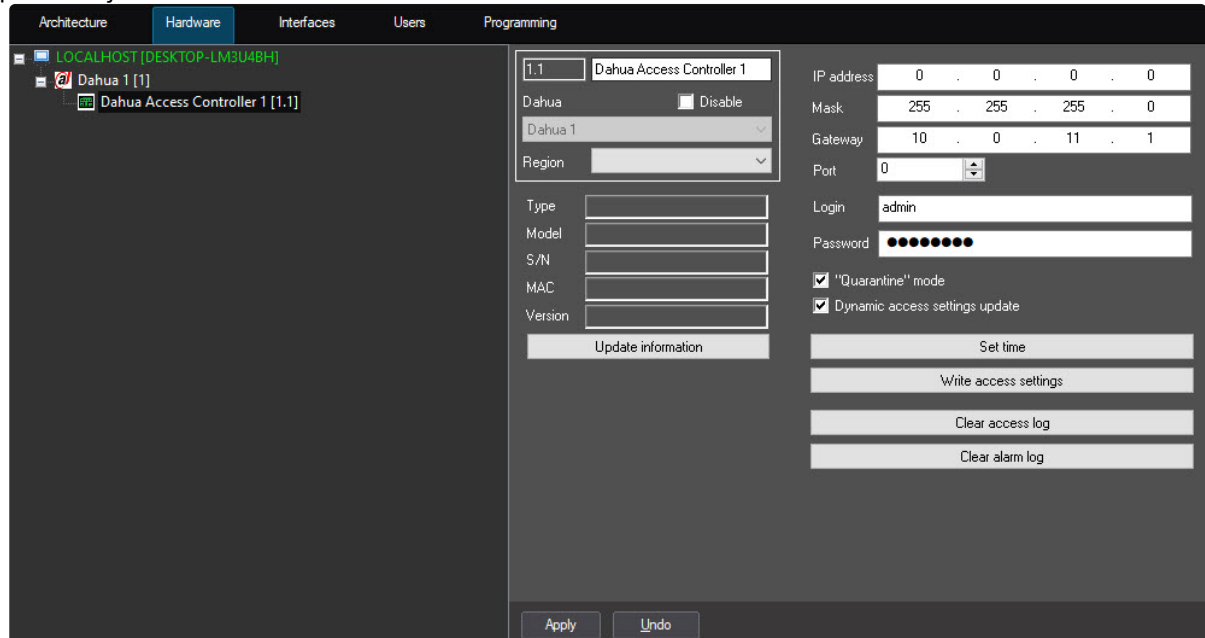 Architecture Hardware Interfaces Users Programming
LOCALHOST [DESKTOP-LM3U4BH]
Dahua 1 [1]
Dahua Access Controller 1 [1.1]
1.1 Dahua Access Controller 1
Dahua Disable
Dahua 1
Region
Type
Model
S/N
MAC
Version
Update information
IP address 0 . 0 . 0 . 0
Mask 255 . 255 . 255 . 0
Gateway 10 . 0 . 11 . 1
Port 0
Login admin
Password ●●●●●●●●
"Quarantine" mode
Dynamic access settings update
Set time
Write access settings
Clear access log
Clear alarm log
Apply Undo